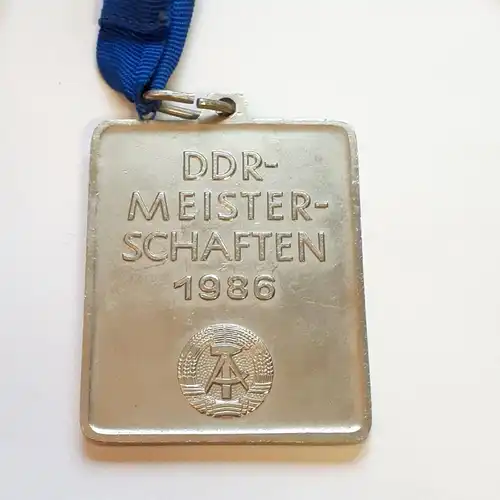 DDR-
MEISTER-
SCHAFTEN
1986